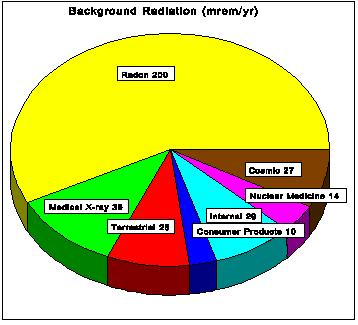 Background Radiation (mrem/yr)
Radon 200
Cosmic 27
Nuclear Medicine 14
Medical X-ray 39
Internal 29
Terrestrial 28
Consumer Products 10